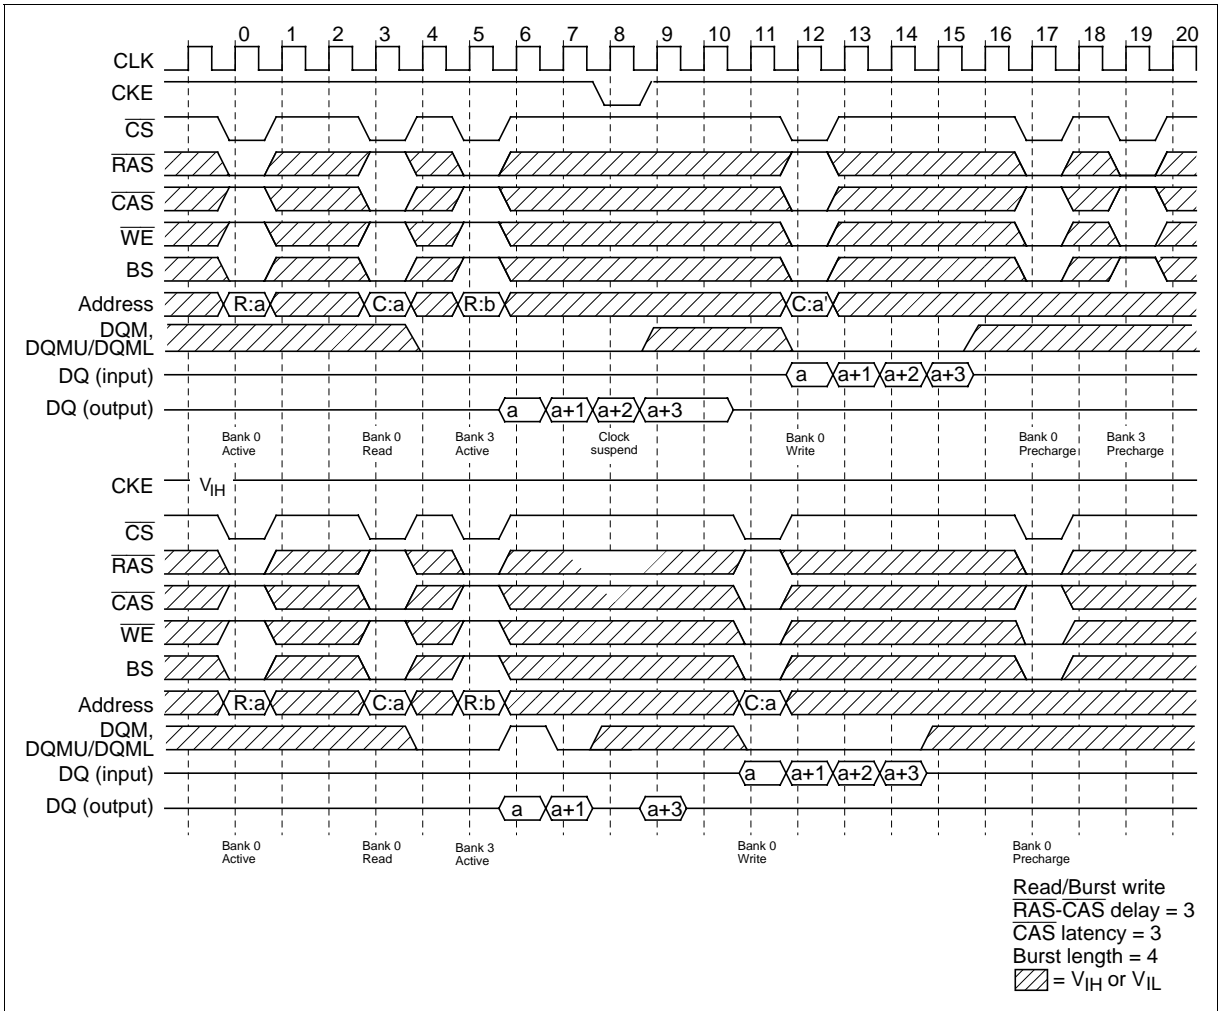 0 1 2 3 4 5 6 7 8 9 10 11 12 13 14 15 16 17 18 19 20
CLK
CKE
CS
RAS
CAS
WE
BS
Address R:a C:a R:b C:a'
DQM,
DQMU/DQML
DQ (input) a a+1 a+2 a+3
DQ (output) a a+1 a+2 a+3
Bank 0 Bank 0 Bank 3 Clock Bank 0 Bank 0 Bank 3
Active Read Active suspend Write Precharge Precharge
CKE VIH
CS
RAS
CAS
WE
BS
Address R:a C:a R:b C:a
DQM,
DQMU/DQML
DQ (input) a a+1 a+2 a+3
DQ (output) a a+1 a+3
Bank 0 Bank 0 Bank 3 Bank 0 Bank 0
Active Read Active Write Precharge
Read/Burst write
RAS-CAS delay = 3
CAS latency = 3
Burst length = 4
= VIH or VIL